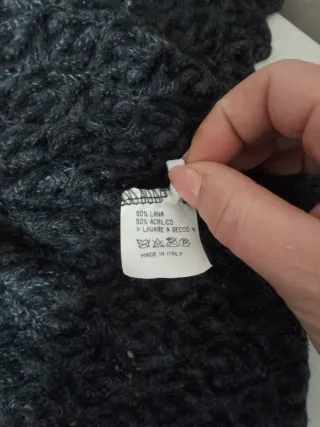 50% LANA
50% ACRILICO
> LAVARE A SECCO <
MADE IN ITALY